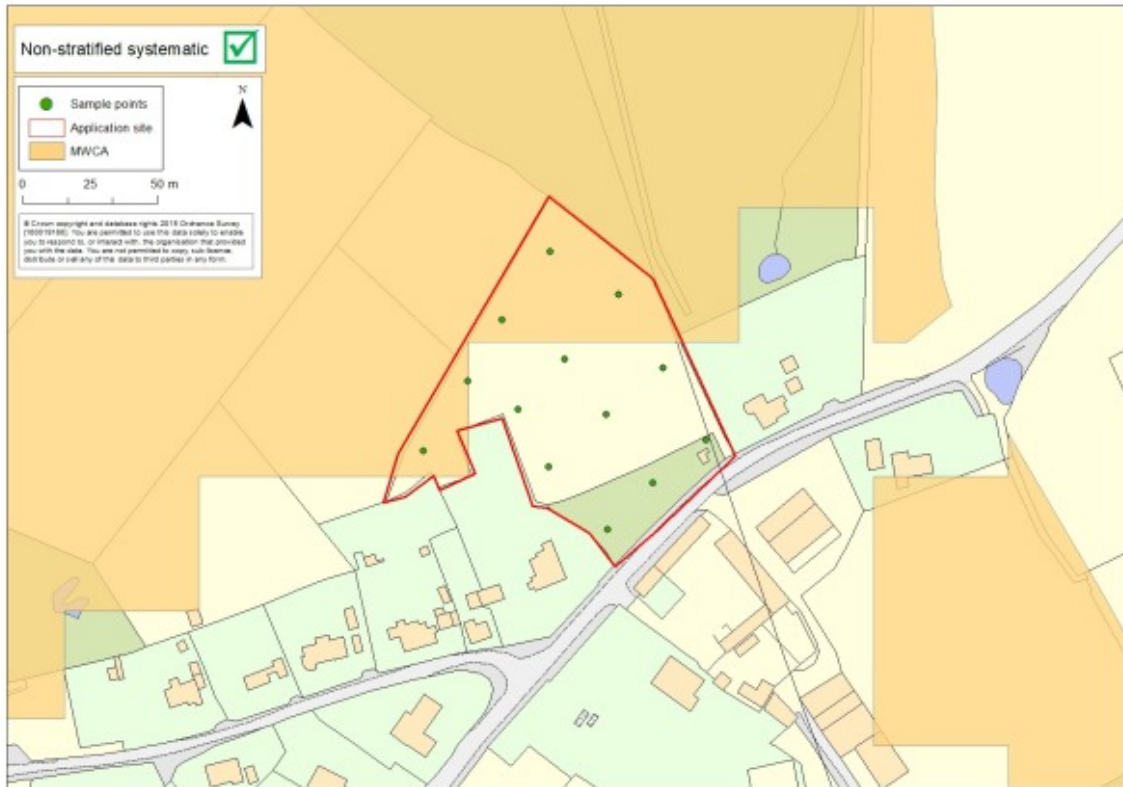 Non-stratified systematic
N
Sample points
Application site
MWCA
0 25 50 m
© Crown copyright and database rights 2015 Ordnance Survey
[100019180]. You are permitted to use this data solely to enable
you to respond to, or interact with, the organisation that provided
you with the data. You are not permitted to copy, sub-licence,
distribute or sell any of this data to third parties in any form.